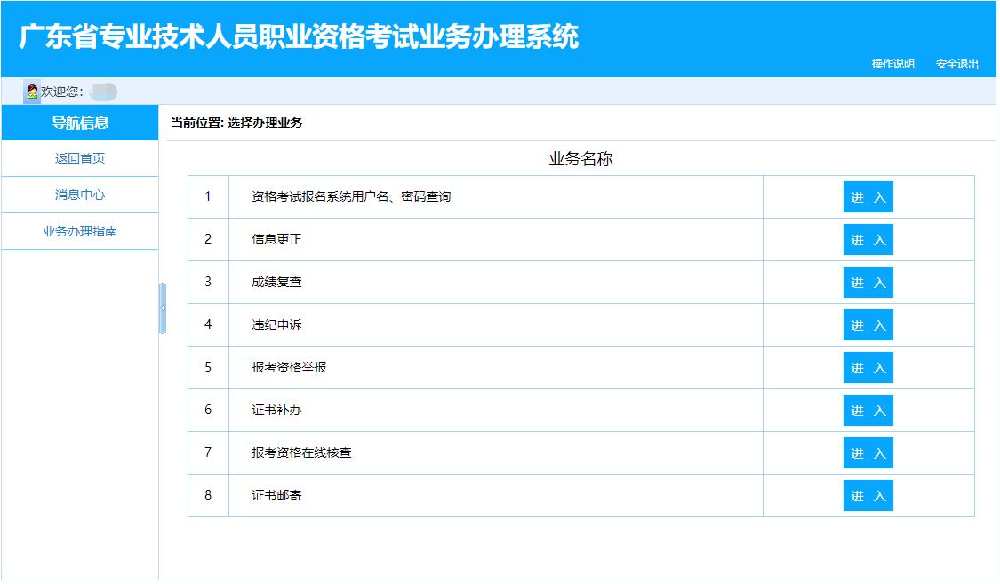 广东省专业技术人员职业资格考试业务办理系统
操作说明 安全退出
欢迎您:
导航信息
当前位置: 选择办理业务
返回首页
消息中心
业务办理指南
业务名称
1 资格考试报名系统用户名、密码查询 进 入
2 信息更正 进 入
3 成绩复查 进 入
4 违纪申诉 进 入
5 报考资格举报 进 入
6 证书补办 进 入
7 报考资格在线核查 进 入
8 证书邮寄 进 入